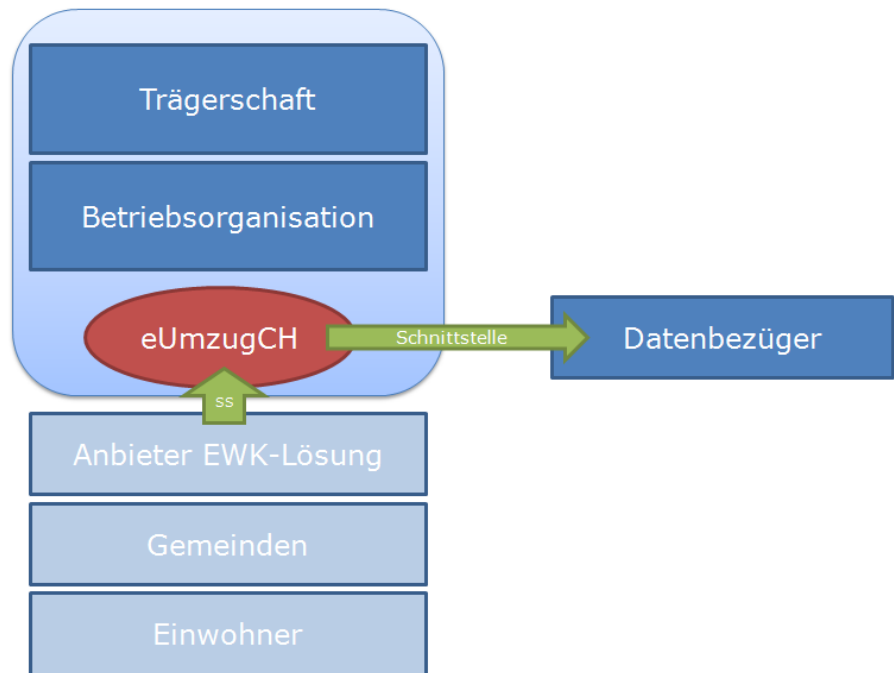 Trägerschaft
Betriebsorganisation
eUmzugCH
Schnittstelle
Datenbezüger
ss
Anbieter EWK-Lösung
Gemeinden
Einwohner